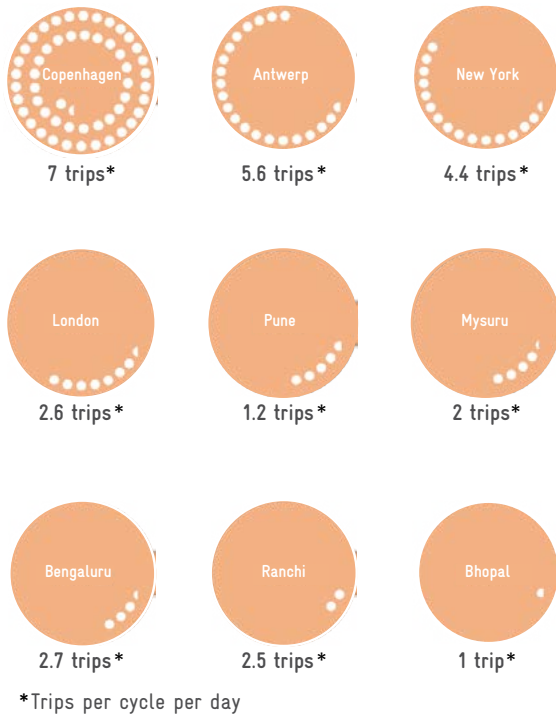 Copenhagen
Antwerp
New York
7 trips*
5.6 trips*
4.4 trips*
London
Pune
Mysuru
2.6 trips*
1.2 trips*
2 trips*
Bengaluru
Ranchi
Bhopal
2.7 trips*
2.5 trips*
1 trip*
*Trips per cycle per day